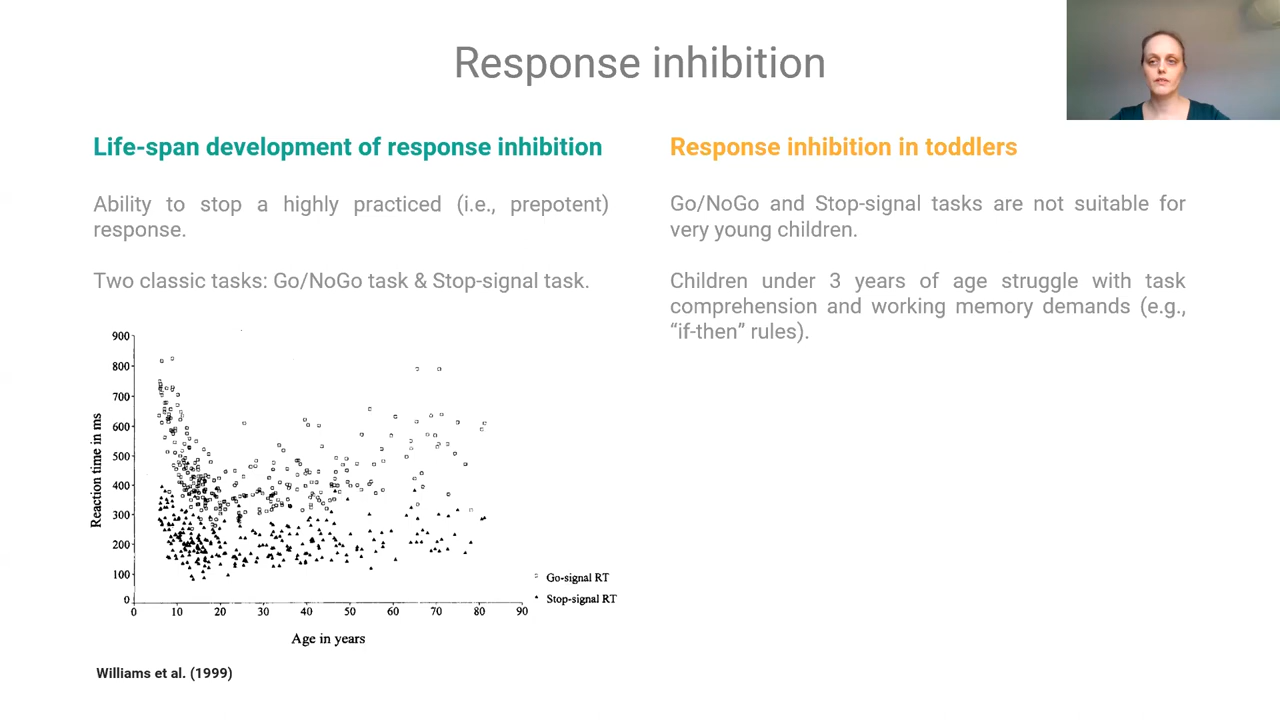 Response inhibition
Life-span development of response inhibition
Ability to stop a highly practiced (i.e., prepotent)
response.
Two classic tasks: Go/NoGo task & Stop-signal task.
900
800
700
600
500
400
300
200
100
0
Reaction time in ms
0 10 20 30 40 50 60 70 80 90
Age in years
Go-signal RT
Stop-signal RT
Williams et al. (1999)
Response inhibition in toddlers
Go/NoGo and Stop-signal tasks are not suitable for
very young children.
Children under 3 years of age struggle with task
comprehension and working memory demands (e.g.,
“if-then” rules).